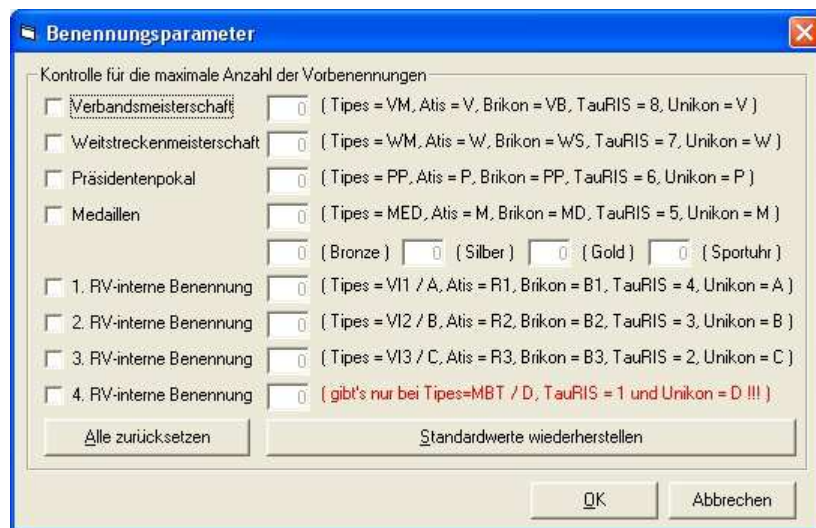 Benennungsparameter
Kontrolle für die maximale Anzahl der Vorbenennungen
Verbandsmeisterschaft 0 ( Tipes = VM, Atis = V, Brikon = VB, TauRIS = 8, Unikon = V )
Weitstreckenmeisterschaft 0 ( Tipes = WM, Atis = W, Brikon = WS, TauRIS = 7, Unikon = W )
Präsidentenpokal 0 ( Tipes = PP, Atis = P, Brikon = PP, TauRIS = 6, Unikon = P )
Medaillen 0 ( Tipes = MED, Atis = M, Brikon = MD, TauRIS = 5, Unikon = M )
0 ( Bronze ) 0 ( Silber ) 0 ( Gold ) 0 ( Sportuhr )
1. RV-interne Benennung 0 ( Tipes = VI1 / A, Atis = R1, Brikon = B1, TauRIS = 4, Unikon = A )
2. RV-interne Benennung 0 ( Tipes = VI2 / B, Atis = R2, Brikon = B2, TauRIS = 3, Unikon = B )
3. RV-interne Benennung 0 ( Tipes = VI3 / C, Atis = R3, Brikon = B3, TauRIS = 2, Unikon = C )
4. RV-interne Benennung 0 ( gibt's nur bei Tipes=MBT / D, TauRIS = 1 und Unikon = D !!! )
Alle zurücksetzen Standardwerte wiederherstellen
OK Abbrechen